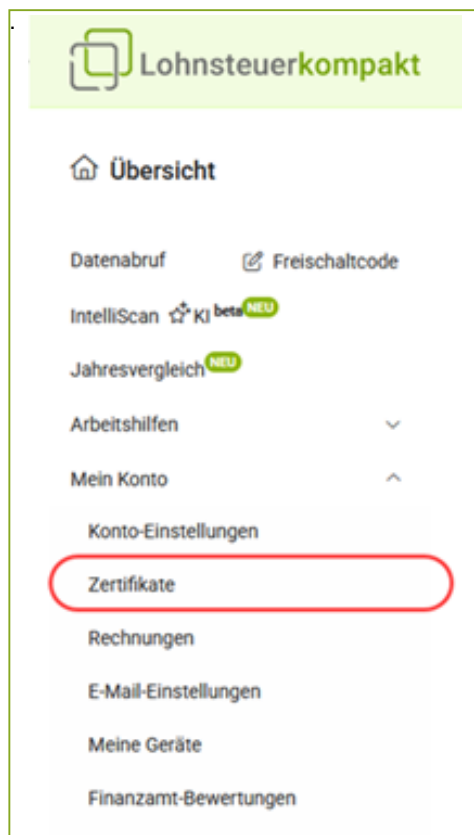 Lohnsteuerkompakt
Übersicht
Datenabruf Freischaltcode
IntelliScan KI beta NEU
Jahresvergleich NEU
Arbeitshilfen
Mein Konto
Konto-Einstellungen
Zertifikate
Rechnungen
E-Mail-Einstellungen
Meine Geräte
Finanzamt-Bewertungen